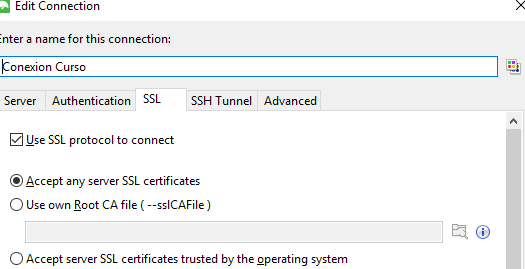 Edit Connection
Enter a name for this connection:
Conexion Curso
Server Authentication SSL SSH Tunnel Advanced
Use SSL protocol to connect
Accept any server SSL certificates
Use own Root CA file ( --sslCAFile )
Accept server SSL certificates trusted by the operating system